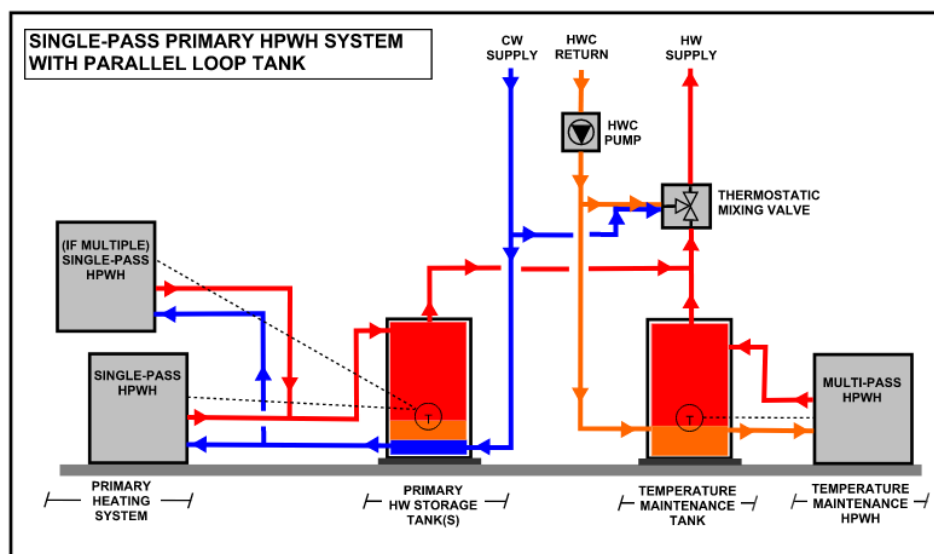 SINGLE-PASS PRIMARY HPWH SYSTEM
WITH PARALLEL LOOP TANK
CW
SUPPLY
HWC
RETURN
HW
SUPPLY
HWC
PUMP
THERMOSTATIC
MIXING VALVE
(IF MULTIPLE)
SINGLE-PASS
HPWH
SINGLE-PASS
HPWH
T
T
MULTI-PASS
HPWH
PRIMARY
HEATING
SYSTEM
PRIMARY
HW STORAGE
TANK(S)
TEMPERATURE
MAINTENANCE
TANK
TEMPERATURE
MAINTENANCE
HPWH